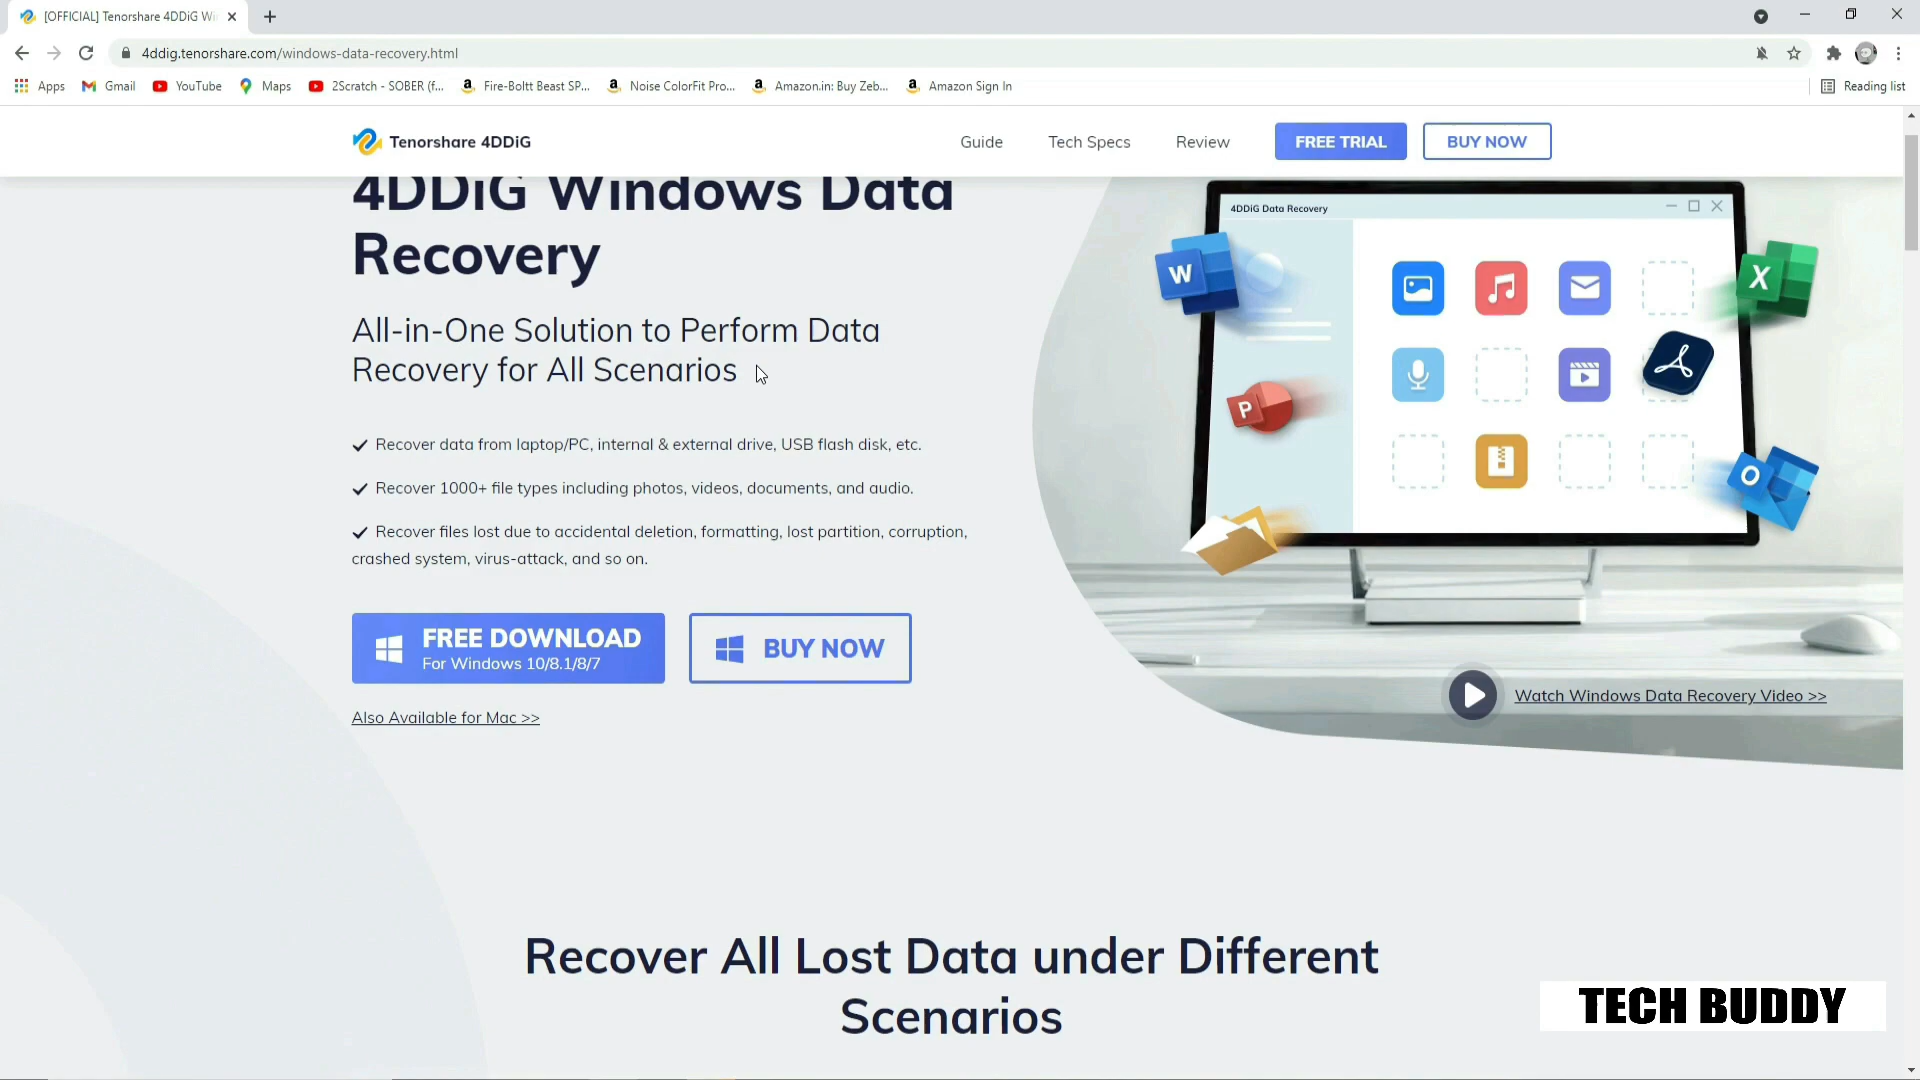 [OFFICIAL] Tenorshare 4DDiG Wi
4ddig.tenorshare.com/windows-data-recovery.html
Apps
Gmail
YouTube
Maps
2Scratch - SOBER (f...
Fire-Boltt Beast SP...
Noise ColorFit Pro...
Amazon.in: Buy Zeb...
Amazon Sign In
Reading list
Tenorshare 4DDiG
Guide
Tech Specs
Review
FREE TRIAL
BUY NOW
4DDiG Windows Data
Recovery
All-in-One Solution to Perform Data
Recovery for All Scenarios
Recover data from laptop/PC, internal & external drive, USB flash disk, etc.
Recover 1000+ file types including photos, videos, documents, and audio.
Recover files lost due to accidental deletion, formatting, lost partition, corruption,
crashed system, virus-attack, and so on.
FREE DOWNLOAD
For Windows 10/8.1/8/7
BUY NOW
Also Available for Mac >>
4DDiG Data Recovery
W
X
P
O
Watch Windows Data Recovery Video >>
Recover All Lost Data under Different
Scenarios
TECH BUDDY